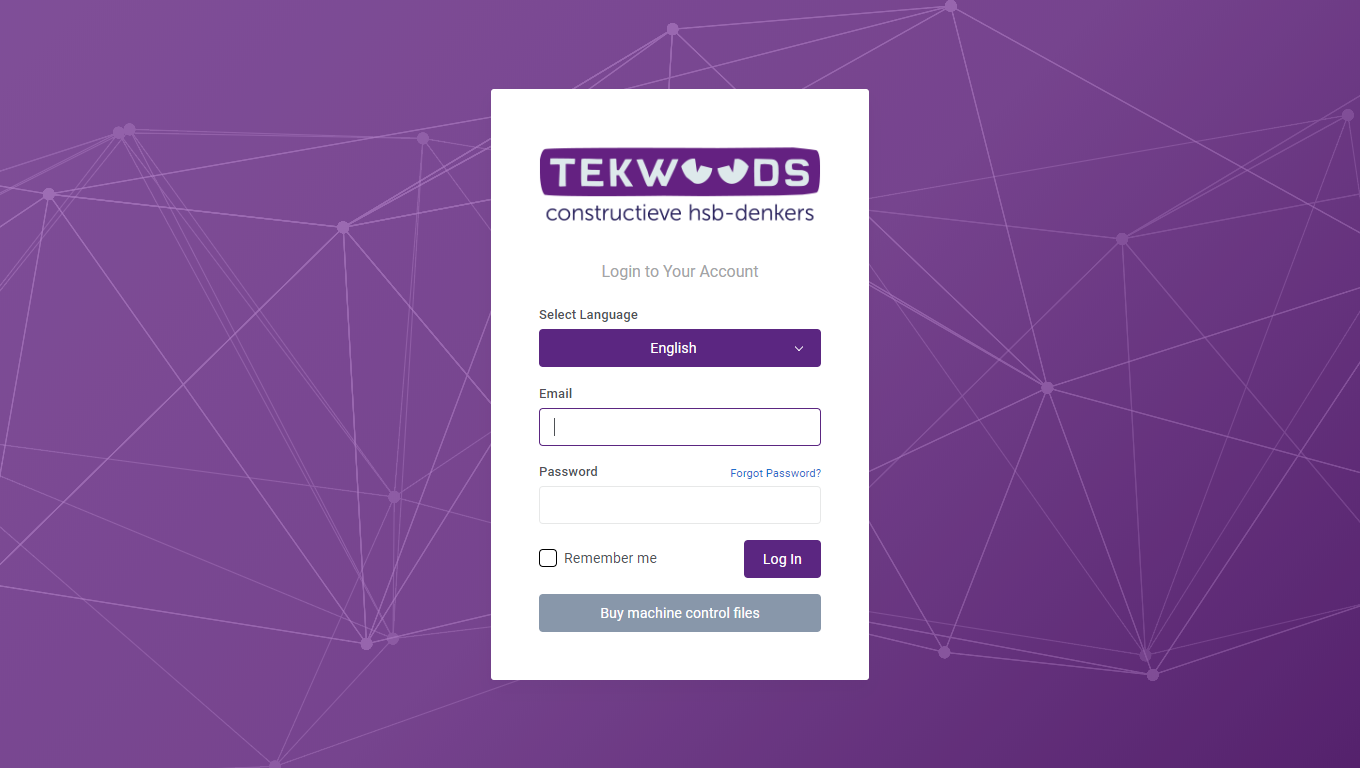 TEKWOODS
constructieve hsb-denkers
Login to Your Account
Select Language
English
Email
Password Forgot Password?
Remember me Log In
Buy machine control files